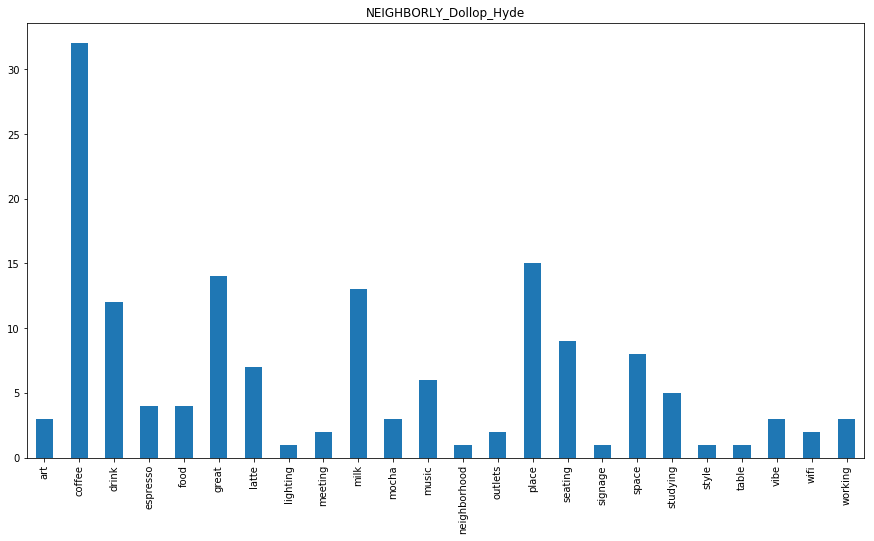 NEIGHBORLY_Dollop_Hyde
30
25
20
15
10
5
0
art
coffee
drink
espresso
food
great
latte
lighting
meeting
milk
mocha
music
neighborhood
outlets
place
seating
signage
space
studying
style
table
vibe
wifi
working